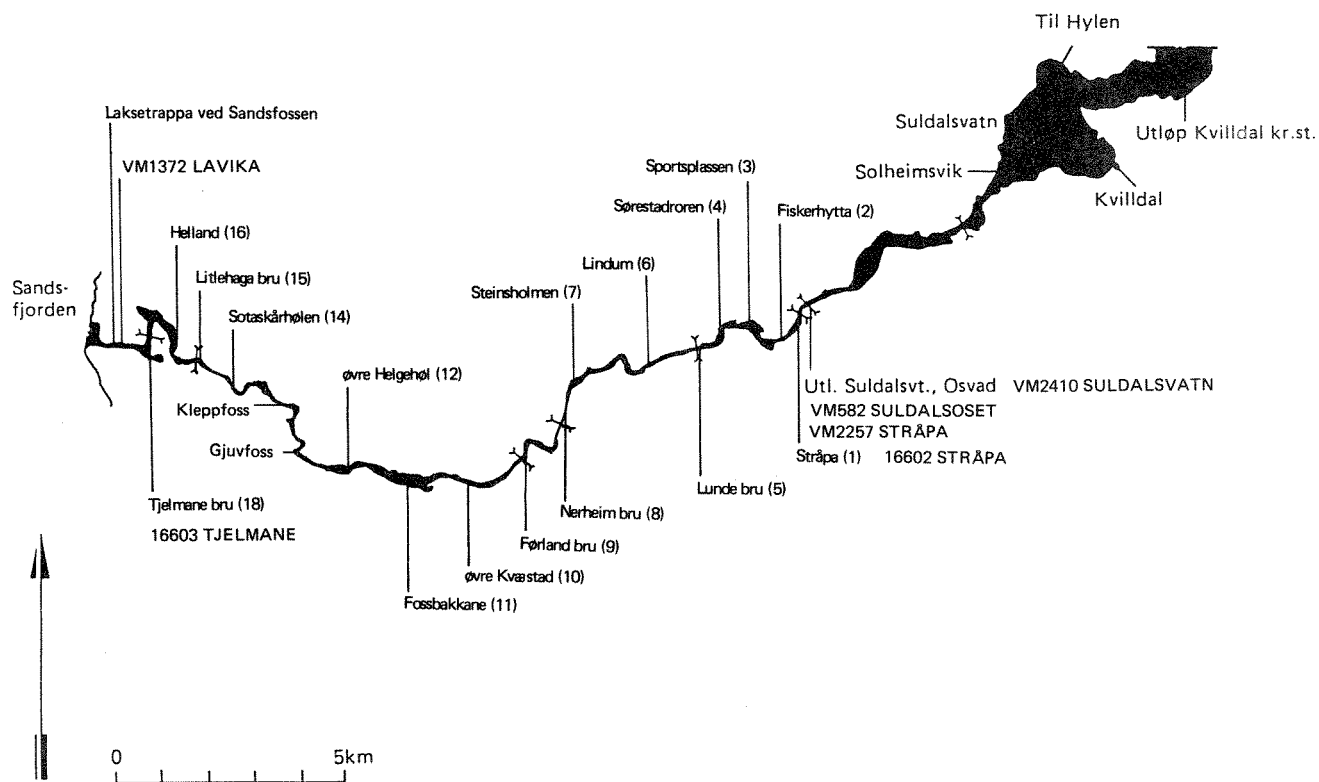 Til Hylen
Laksetrappa ved Sandsfossen
Suldalsvatn
Utløp Kvilldal kr.st.
VM1372 LAVIKA
Sportsplassen (3)
Solheimsvik
Kvilldal
Sørestadroren (4)
Fiskerhytta (2)
Helland (16)
Lindum (6)
Litlehaga bru (15)
Steinsholmen (7)
Sands-
fjorden
Sotaskårhølen (14)
øvre Helgehøl (12)
Utl. Suldalsvt., Osvad VM2410 SULDALSVATN
Kleppfoss
VM582 SULDALSOSET
VM2257 STRÅPA
Gjuvfoss
Stråpa (1) 16602 STRÅPA
Lunde bru (5)
Tjelmane bru (18)
Nerheim bru (8)
16603 TJELMANE
Førland bru (9)
øvre Kvæstad (10)
Fossbakkane (11)
0 5km